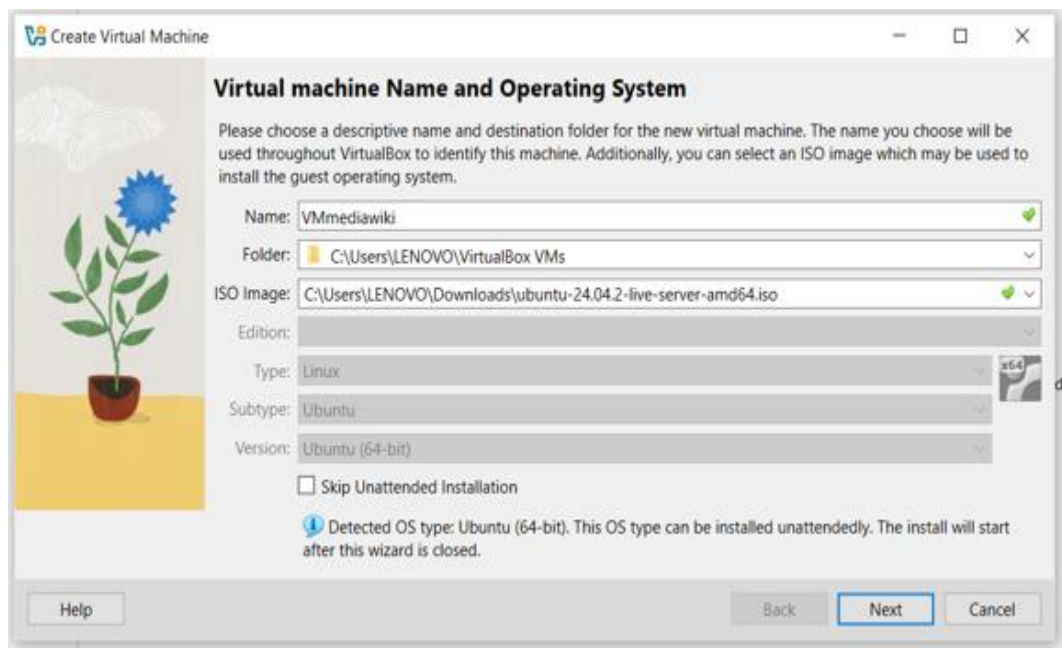 Create Virtual Machine
Virtual machine Name and Operating System
Please choose a descriptive name and destination folder for the new virtual machine. The name you choose will be
used throughout VirtualBox to identify this machine. Additionally, you can select an ISO image which may be used to
install the guest operating system.
Name: VMmediawiki
Folder: C:\Users\LENOVO\VirtualBox VMs
ISO Image: C:\Users\LENOVO\Downloads\ubuntu-24.04.2-live-server-amd64.iso
Edition:
Type: Linux
x64
Subtype: Ubuntu
Version: Ubuntu (64-bit)
Skip Unattended Installation
Detected OS type: Ubuntu (64-bit). This OS type can be installed unattendedly. The install will start
after this wizard is closed.
Help Back Next Cancel